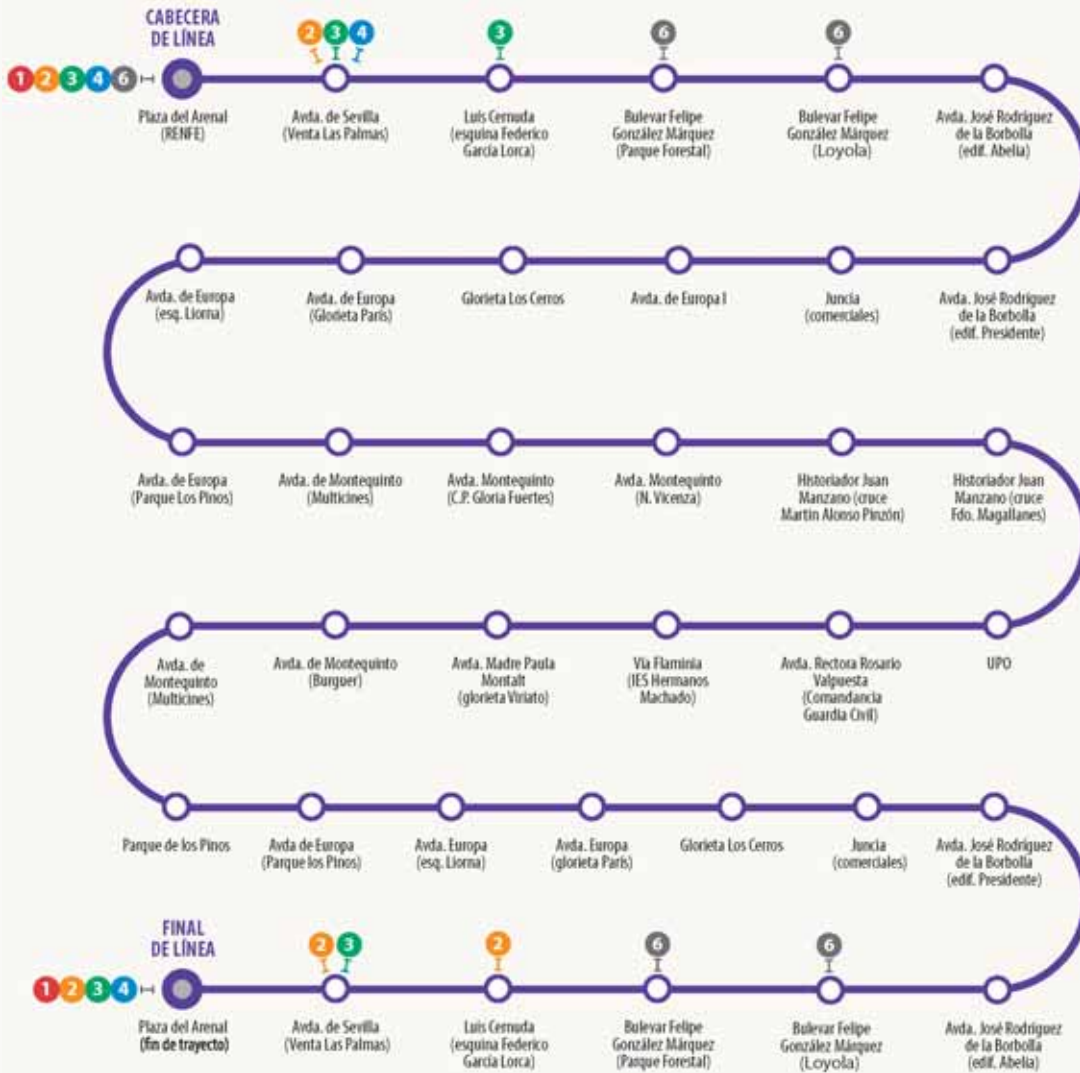 CABECERA
DE LÍNEA
1 2 3 4 6
2 3 4
3
6
6
Plaza del Arenal
(RENFE)
Avda. de Sevilla
(Venta Las Palmas)
Luis Cernuda
(esquina Federico
García Lorca)
Bulevar Felipe
González Márquez
(Parque Forestal)
Bulevar Felipe
González Márquez
(Loyola)
Avda. José Rodríguez
de la Borbolla
(edif. Abelia)
Avda. de Europa
(esq. Liorna)
Avda. de Europa
(Glorieta París)
Glorieta Los Cerros
Avda. de Europa I
Juncia
(comerciales)
Avda. José Rodríguez
de la Borbolla
(edif. Presidente)
Avda. de Europa
(Parque Los Pinos)
Avda. de Montequinto
(Multicines)
Avda. Montequinto
(C.P. Gloria Fuertes)
Avda. Montequinto
(N. Vicenza)
Historiador Juan
Manzano (cruce
Martín Alonso Pinzón)
Historiador Juan
Manzano (cruce
Fdo. Magallanes)
Avda. de
Montequinto
(Multicines)
Avda. de Montequinto
(Burguer)
Avda. Madre Paula
Montalt
(glorieta Viriato)
Vía Flaminia
(IES Hermanos
Machado)
Avda. Rectora Rosario
Valpuesta
(Comandancia
Guardia Civil)
UPO
Parque de los Pinos
Avda de Europa
(Parque los Pinos)
Avda. Europa
(esq. Liorna)
Avda. Europa
(glorieta París)
Glorieta Los Cerros
Juncia
(comerciales)
Avda. José Rodríguez
de la Borbolla
(edif. Presidente)
FINAL
DE LÍNEA
1 2 3 4
2 3
2
6
6
Plaza del Arenal
(fin de trayecto)
Avda. de Sevilla
(Venta Las Palmas)
Luis Cernuda
(esquina Federico
García Lorca)
Bulevar Felipe
González Márquez
(Parque Forestal)
Bulevar Felipe
González Márquez
(Loyola)
Avda. José Rodríguez
de la Borbolla
(edif. Abelia)